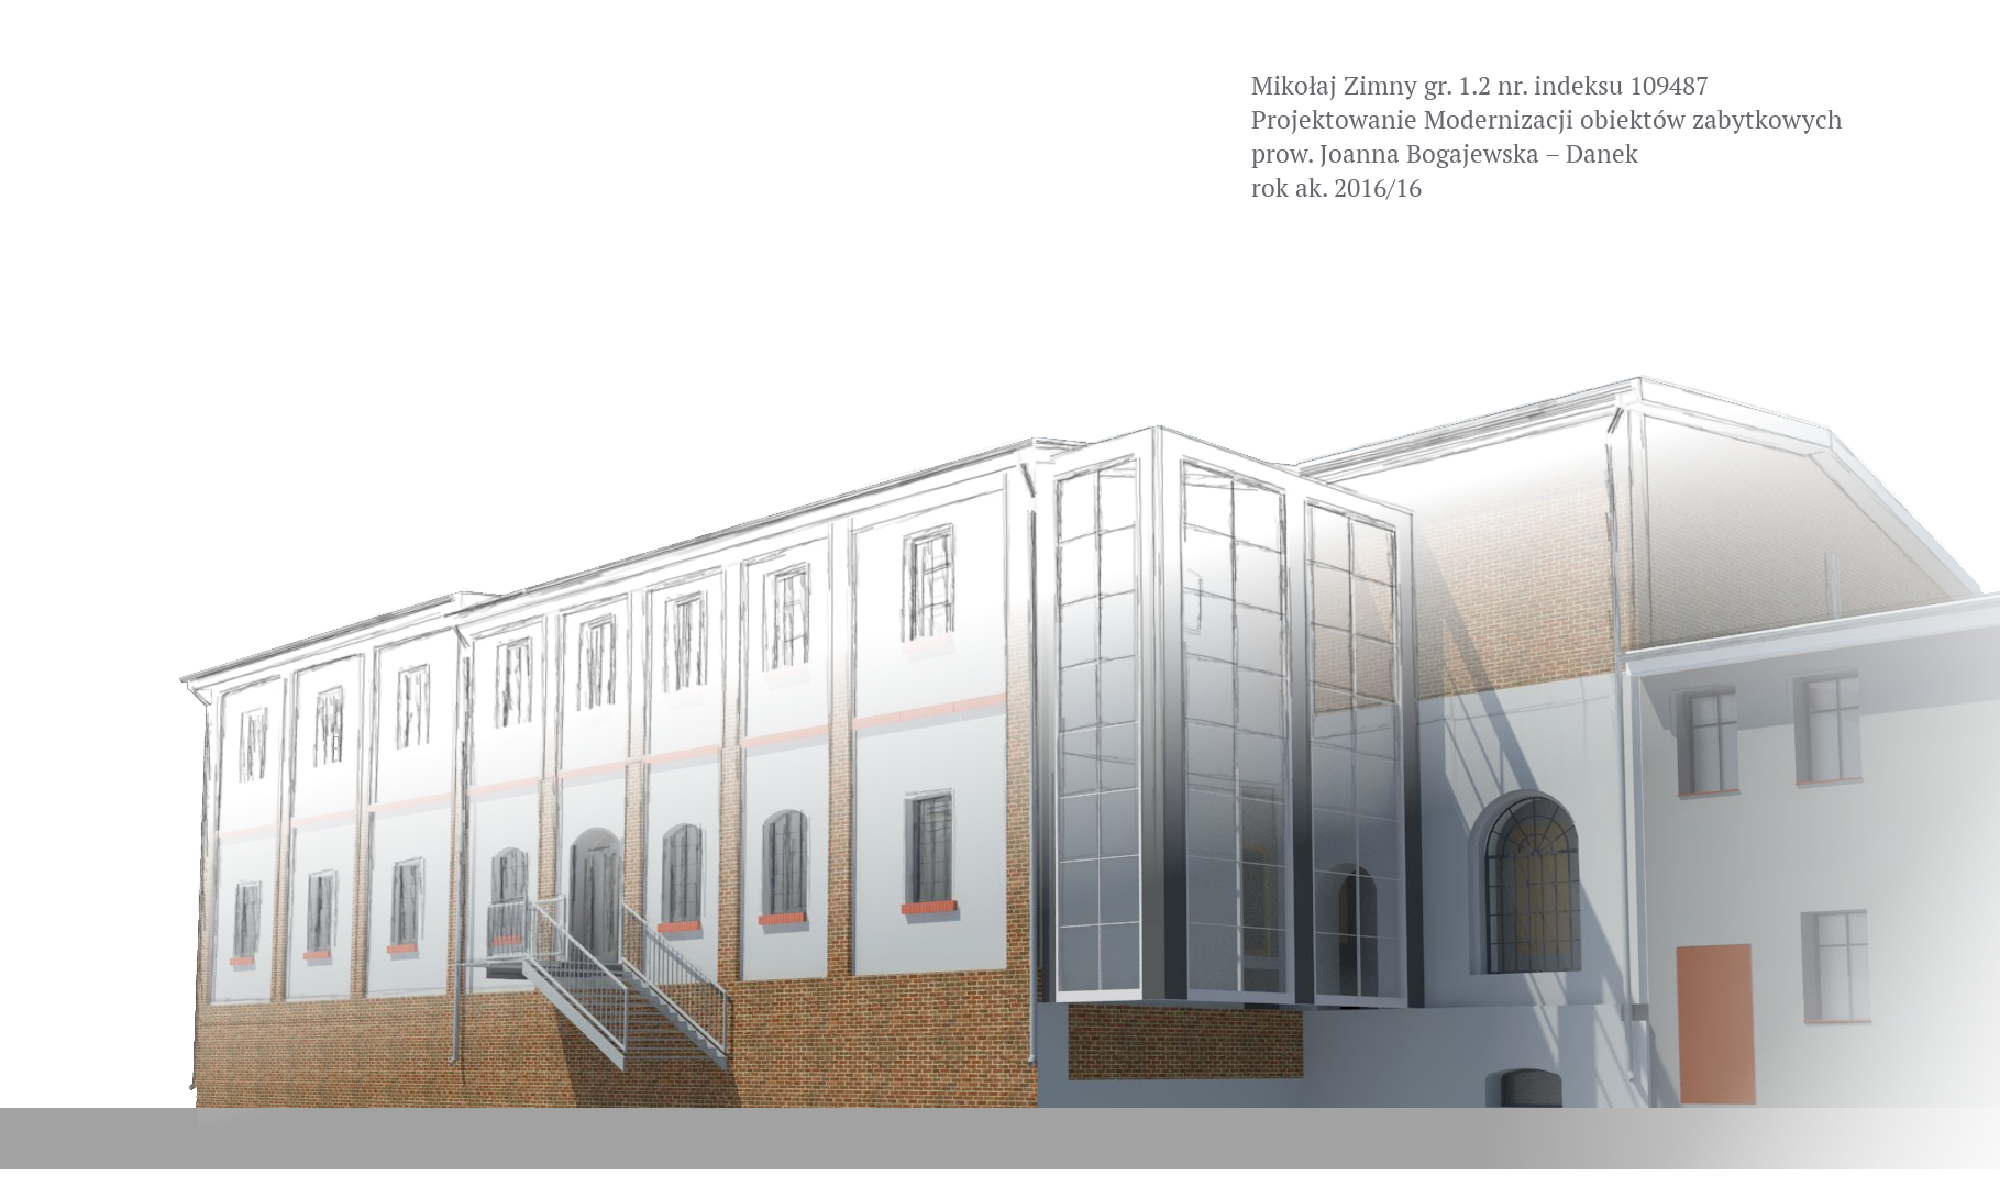 Mikołaj Zimny gr. 1.2 nr. indeksu 109487
Projektowanie Modernizacji obiektów zabytkowych
prow. Joanna Bogajewska – Danek
rok ak. 2016/16